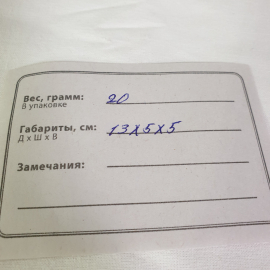 Вес, грамм: 20
В упаковке
Габариты, см: 13х5х5
Д х Ш х В
Замечания: